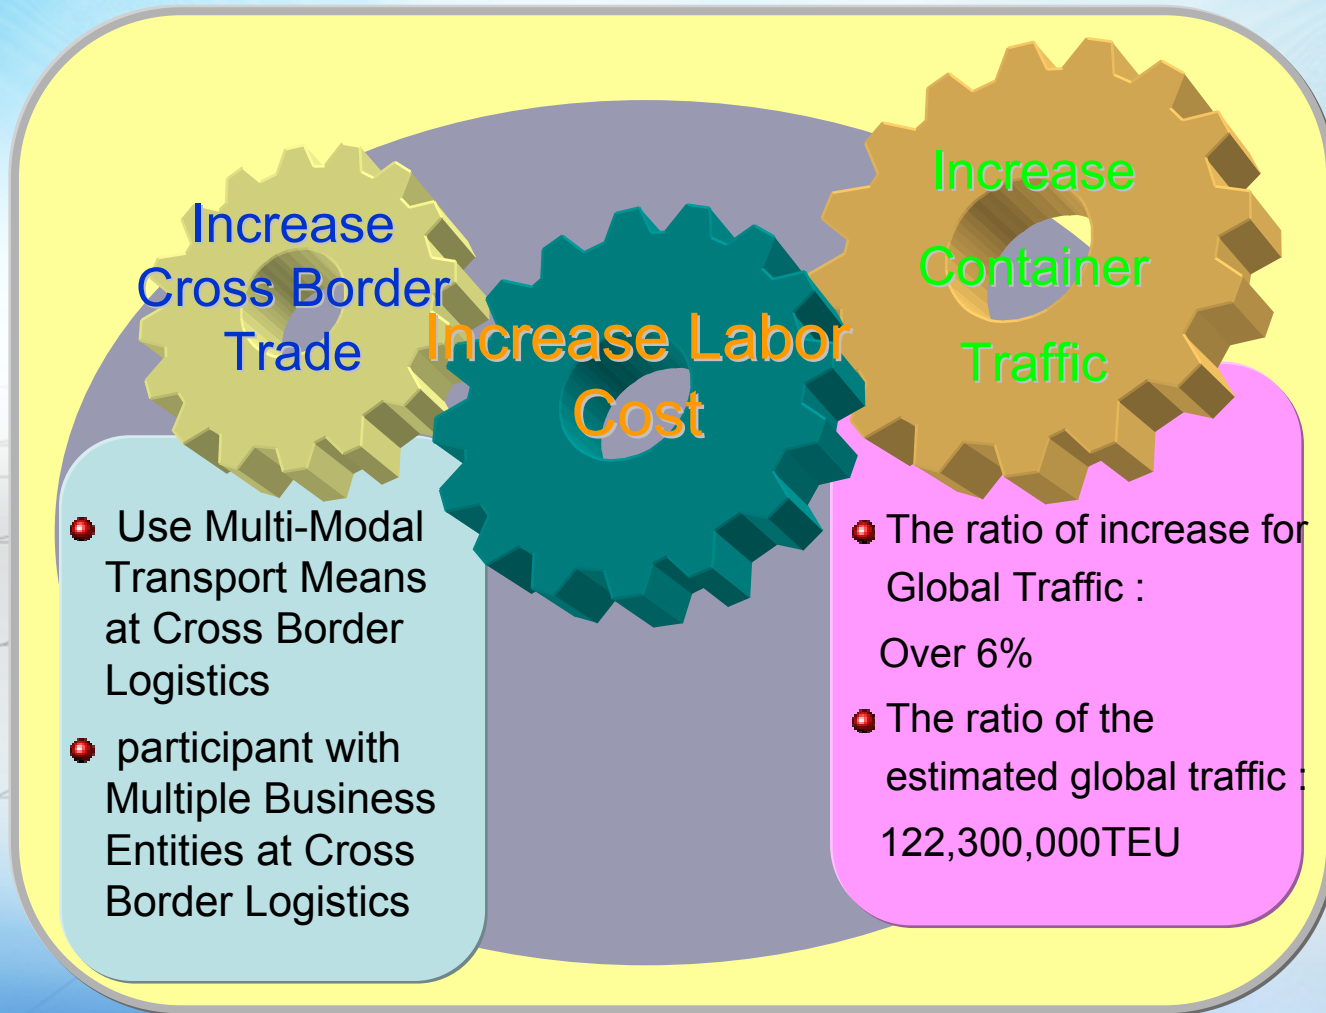 Increase
Cross Border
Trade
Increase Labor
Cost
Increase
Container
Traffic
Use Multi-Modal
Transport Means
at Cross Border
Logistics
participant with
Multiple Business
Entities at Cross
Border Logistics
The ratio of increase for
Global Traffic :
Over 6%
The ratio of the
estimated global traffic :
122,300,000TEU